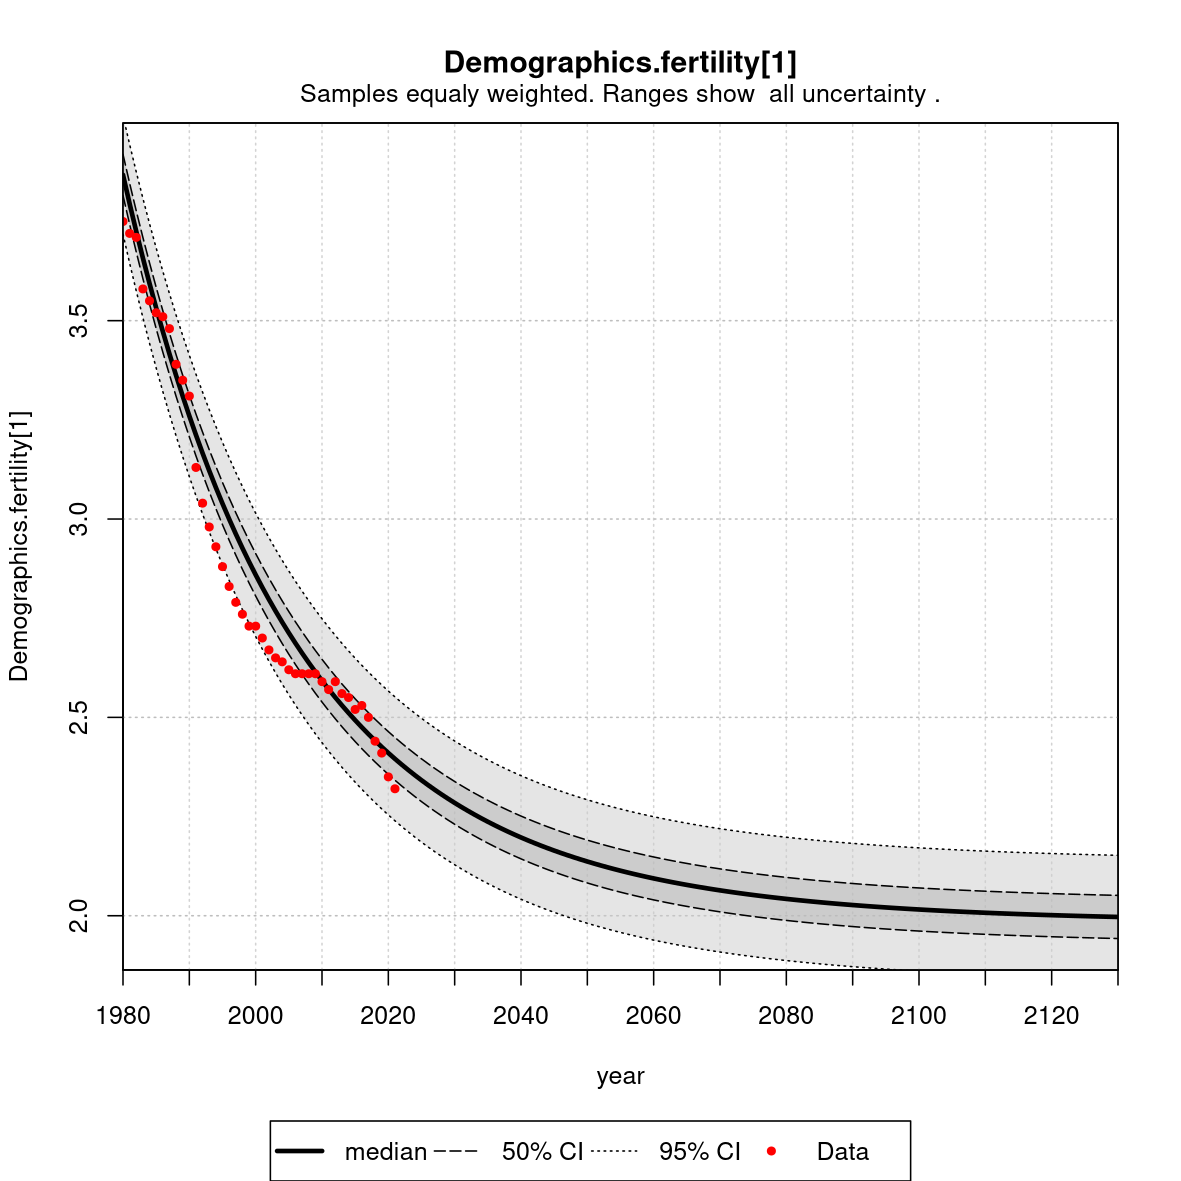 Demographics.fertility[1]
Samples equaly weighted. Ranges show  all uncertainty .
Demographics.fertility[1]
3.5
3.0
2.5
2.0
1980 2000 2020 2040 2060 2080 2100 2120
year
median 50% CI 95% CI Data